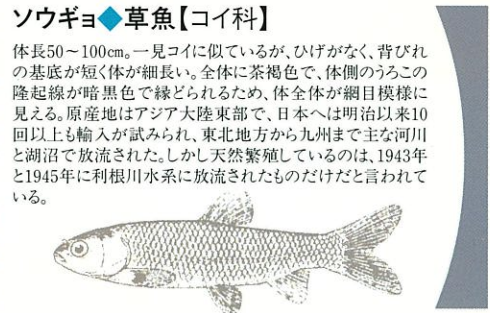 ソウギョ◆草魚【コイ科】
体長50～100cm。一見コイに似ているが、ひげがなく、背びれ
の基底が短く体が細長い。全体に茶褐色で、体側のうろこの
隆起線が暗黒色で縁どられるため、体全体が網目模様に
見える。原産地はアジア大陸東部で、日本へは明治以来10
回以上も輸入が試みられ、東北地方から九州まで主な河川
と湖沼で放流された。しかし天然繁殖しているのは、1943年
と1945年に利根川水系に放流されたものだけだと言われて
いる。